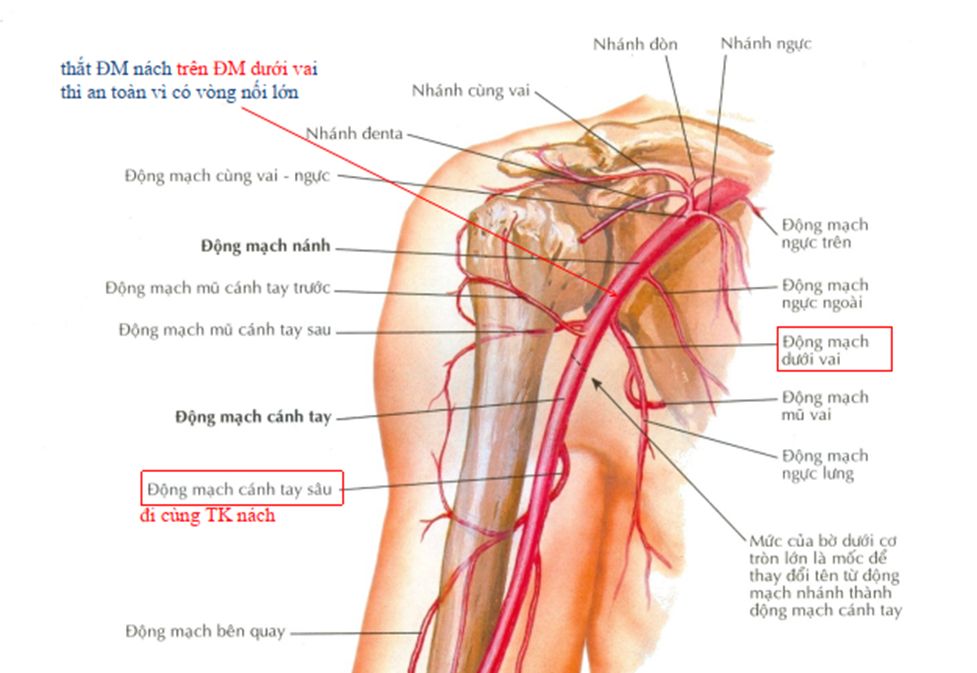 Nhánh đòn
Nhánh ngực
thắt ĐM nách trên ĐM dưới vai
thì an toàn vì có vòng nối lớn
Nhánh cùng vai
Nhánh đenta
Động mạch cùng vai - ngực
Động mạch nánh
Động mạch mũ cánh tay trước
Động mạch mũ cánh tay sau
Động mạch cánh tay
Động mạch cánh tay sâu
đi cùng TK nách
Động mạch bên quay
Động mạch
ngực trên
Động mạch
ngực ngoài
Động mạch
dưới vai
Động mạch
mũ vai
Động mạch
ngực lưng
Mức của bờ dưới cơ
tròn lớn là mốc để
thay đổi tên từ động
mạch nhánh thành
động mạch cánh tay